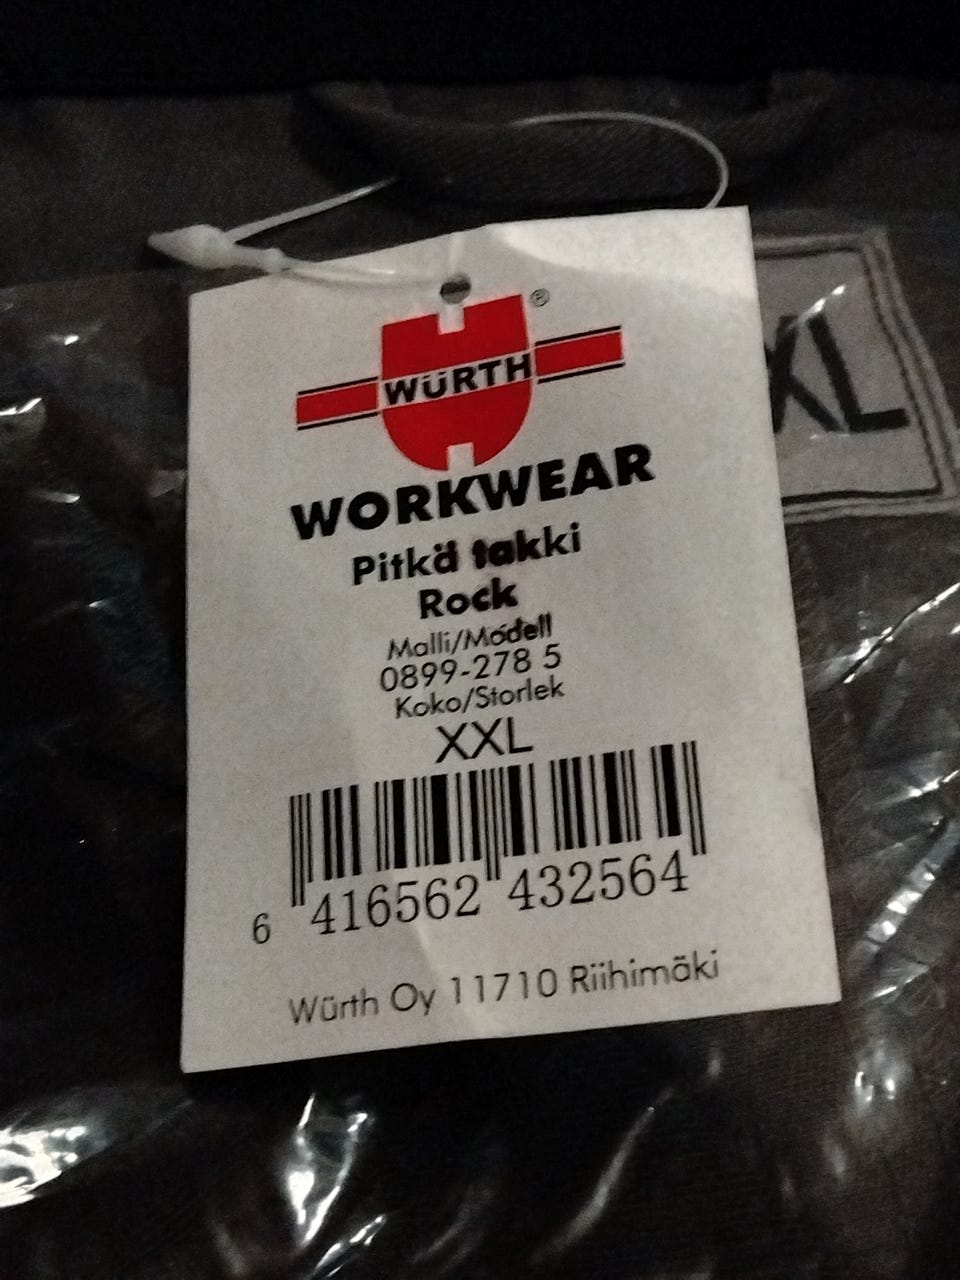 ®
WÜRTH
WORKWEAR
Pitkä takki
Rock
Malli/Modell
0899-278 5
Koko/Storlek
XXL
6 416562 432564
Würth Oy 11710 Riihimäki
XL